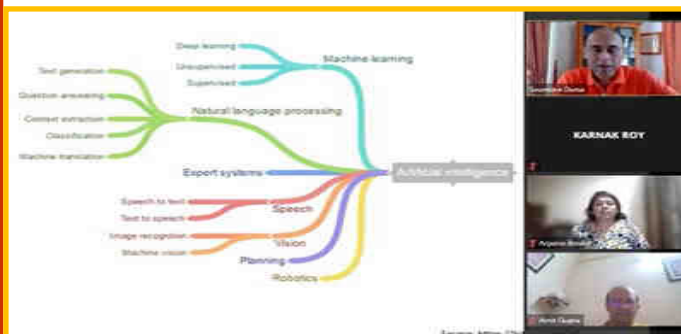 Deep learning
Unsupervised
Supervised
Machine learning
Text generation
Question answering
Context extraction
Classification
Machine translation
Natural language processing
Expert systems
Artificial intelligence
Speech to text
Text to speech
Speech
Image recognition
Machine vision
Vision
Planning
Robotics
KARNAK ROY
Amit Gupta